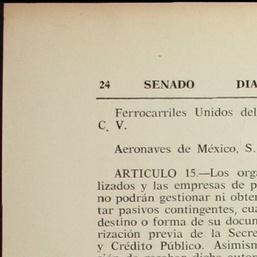 24 SENADO DIA
Ferrocarriles Unidos del
C. V.
Aeronaves de México, S.
ARTICULO 15.—Los orga
lizados y las empresas de p
no podrán gestionar ni obten
tar pasivos contingentes, cua
destino o forma de su docum
rización previa de la Secre
y Crédito Público. Asimism